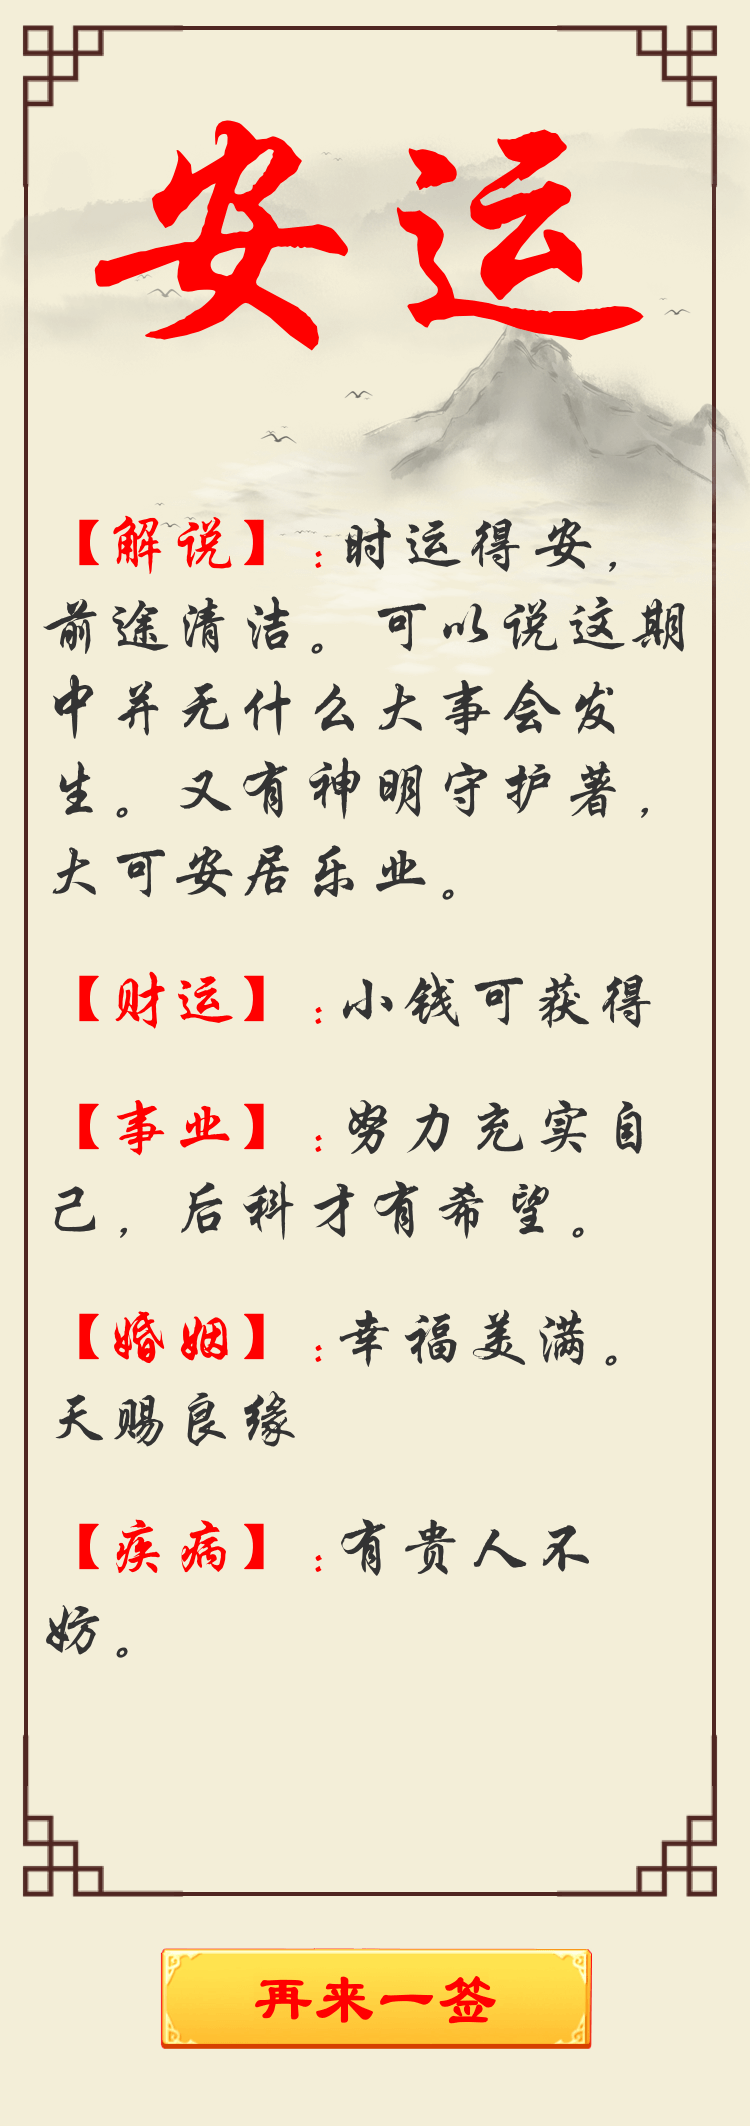 安运
【解说】:时运得安,
前途清洁。可以说这期
中并无什么大事会发
生。又有神明守护著,
大可安居乐业。
【财运】:小钱可获得
【事业】:努力充实自
己,后科才有希望。
【婚姻】:幸福美满。
天赐良缘
【疾病】:有贵人不
妨。
再来一签